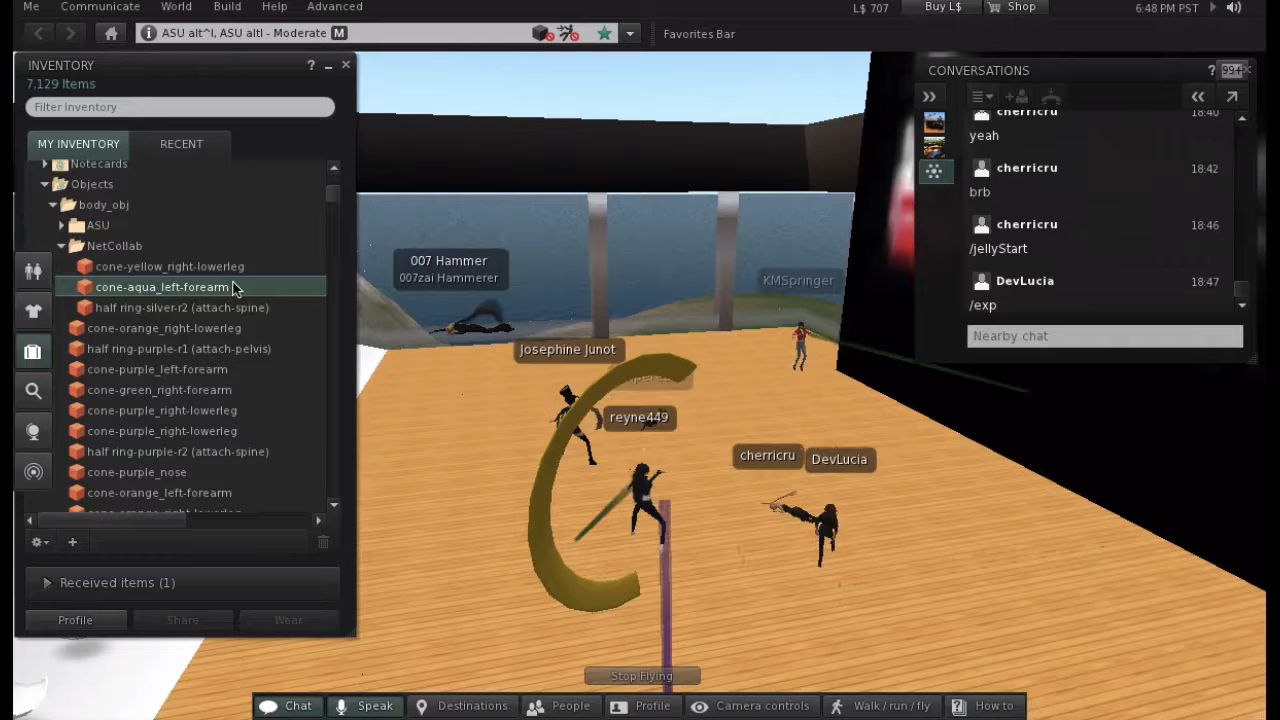 Me Communicate World Build Help Advanced L$ 707 Buy L$ Shop 6:48 PM PST
ASU alt^I, ASU altI - Moderate M Favorites Bar
INVENTORY ?
7,129 Items
Filter Inventory
MY INVENTORY RECENT
Notecards
Objects
body_obj
ASU
NetCollab
cone-yellow_right-lowerleg
cone-aqua_left-forearm
half ring-silver-r2 (attach-spine)
cone-orange_right-lowerleg
half ring-purple-r1 (attach-pelvis)
cone-purple_left-forearm
cone-green_right-forearm
cone-purple_right-lowerleg
cone-purple_right-lowerleg
half ring-purple-r2 (attach-spine)
cone-purple_nose
cone-orange_left-forearm
Received items (1)
Profile Share Wear
007 Hammer
007zai Hammerer
KMSpringer
Josephine Junot
reyne449
cherricru
DevLucia
Stop Flying
CONVERSATIONS ? 99+
cherricru 18:40
yeah
cherricru 18:42
brb
cherricru 18:46
/jellyStart
DevLucia 18:47
/exp
Nearby chat
Chat Speak Destinations People Profile Camera controls Walk / run / fly How to